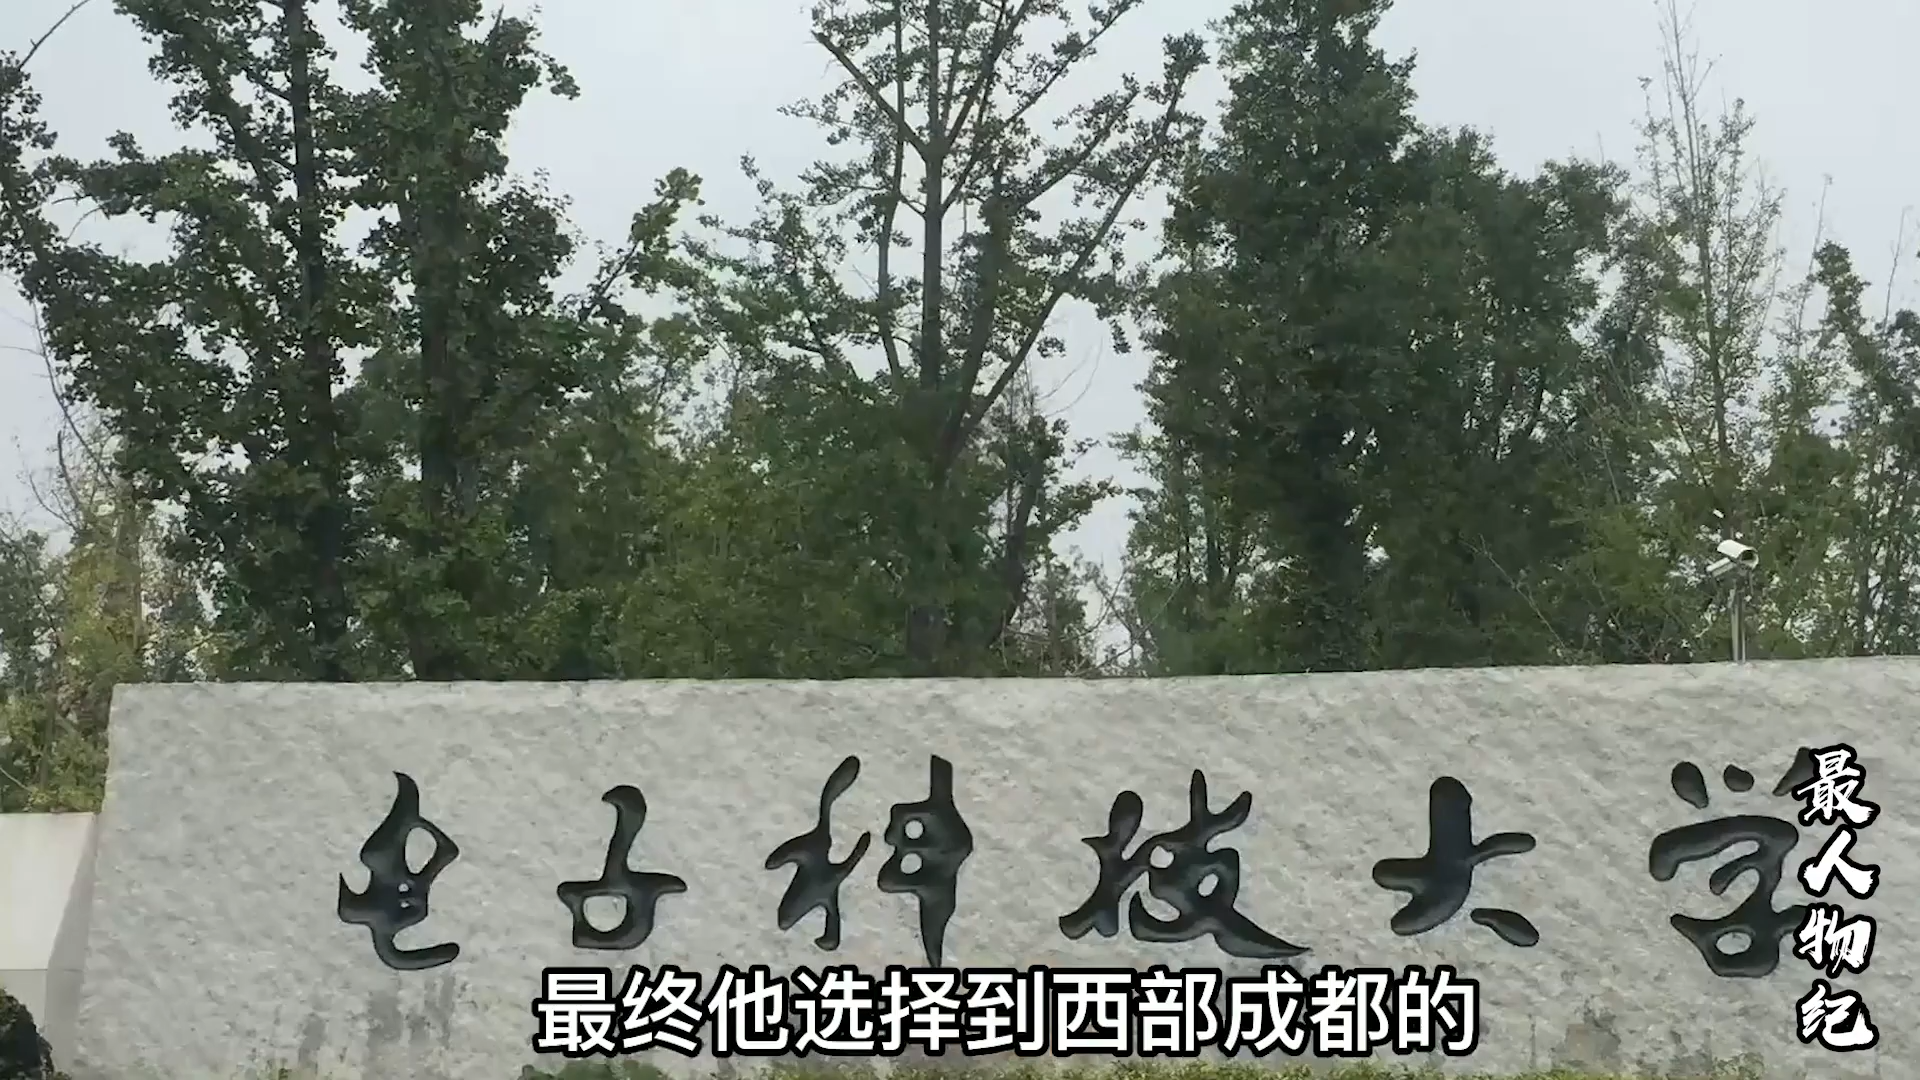 电子科技大学
最终他选择到西部成都的
最人物纪